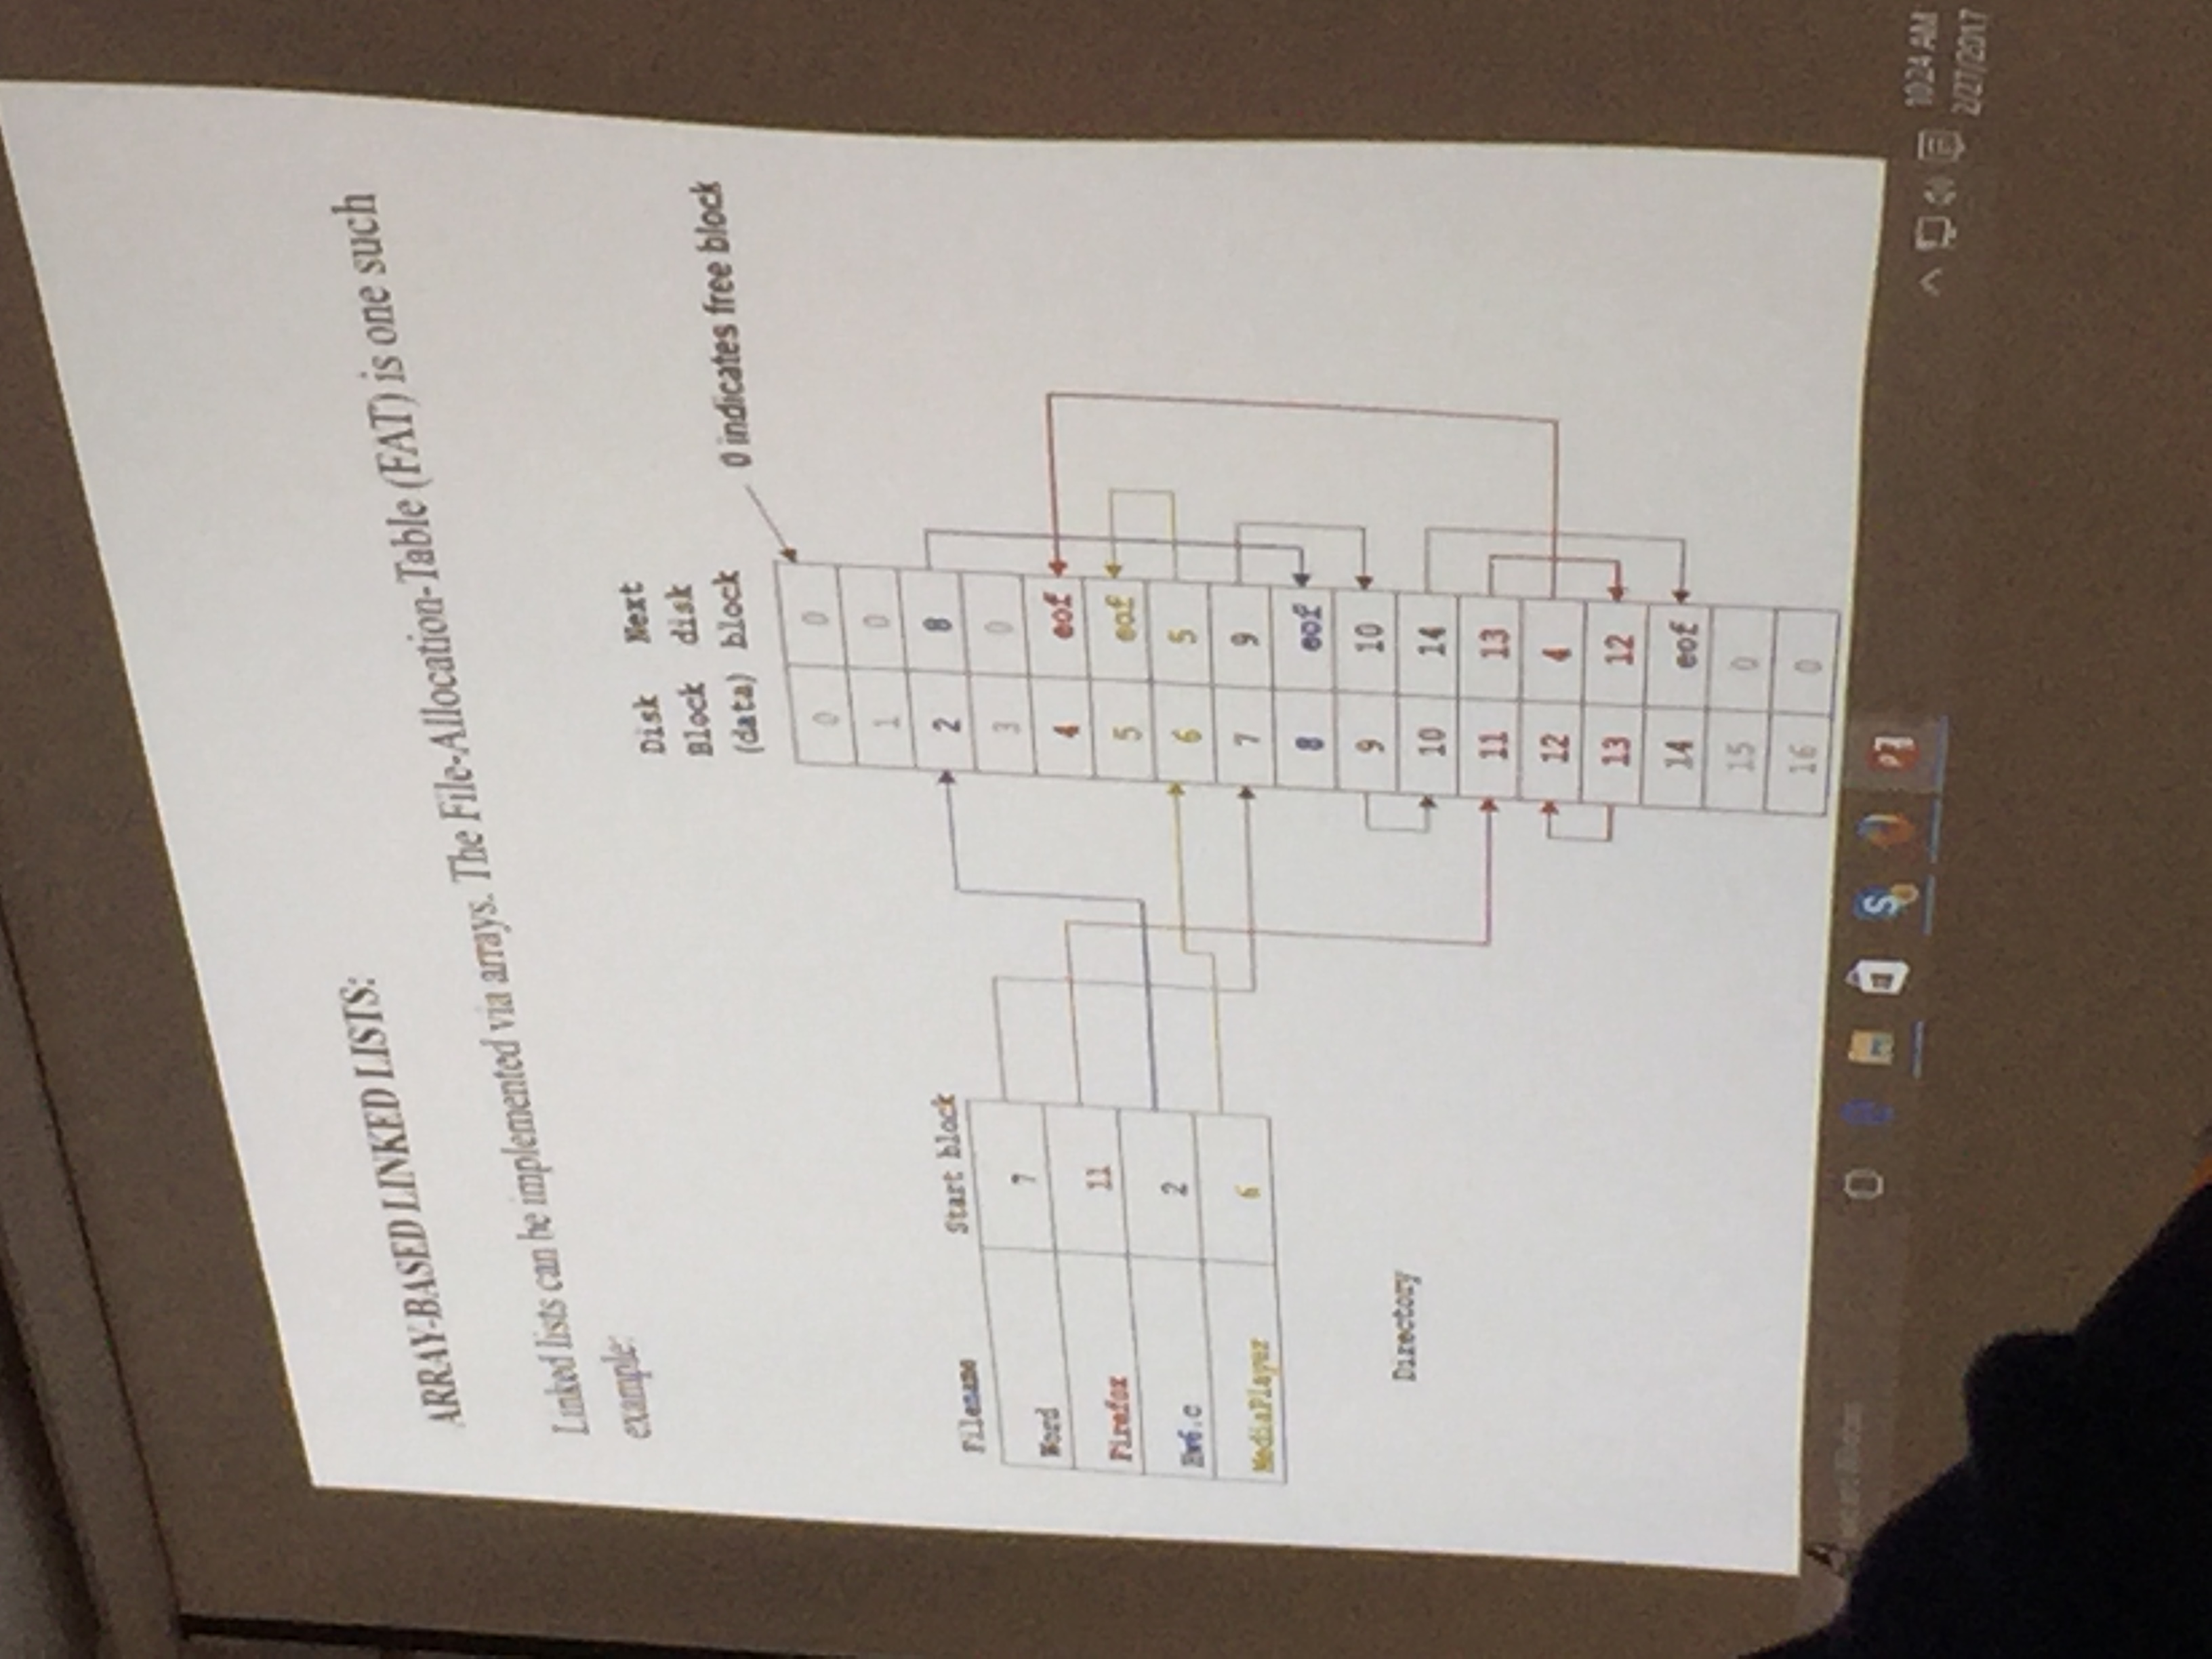 ARRAY-BASED LINKED LISTS:
Linked lists can be implemented via arrays. The File-Allocation-Table (FAT) is one such
example:
Disk Next
Block disk
(data) block
0 indicates free block
0 0
1 0
2 8
3 0
4 eof
5 eof
6 5
7 9
8 eof
9 10
10 14
11 13
12 4
13 12
14 eof
15 0
16 0
Filename Start block
Word 7
Firefox 11
Hw6.c 2
MediaPlayer 6
Directory
10:24 AM
2/27/2017